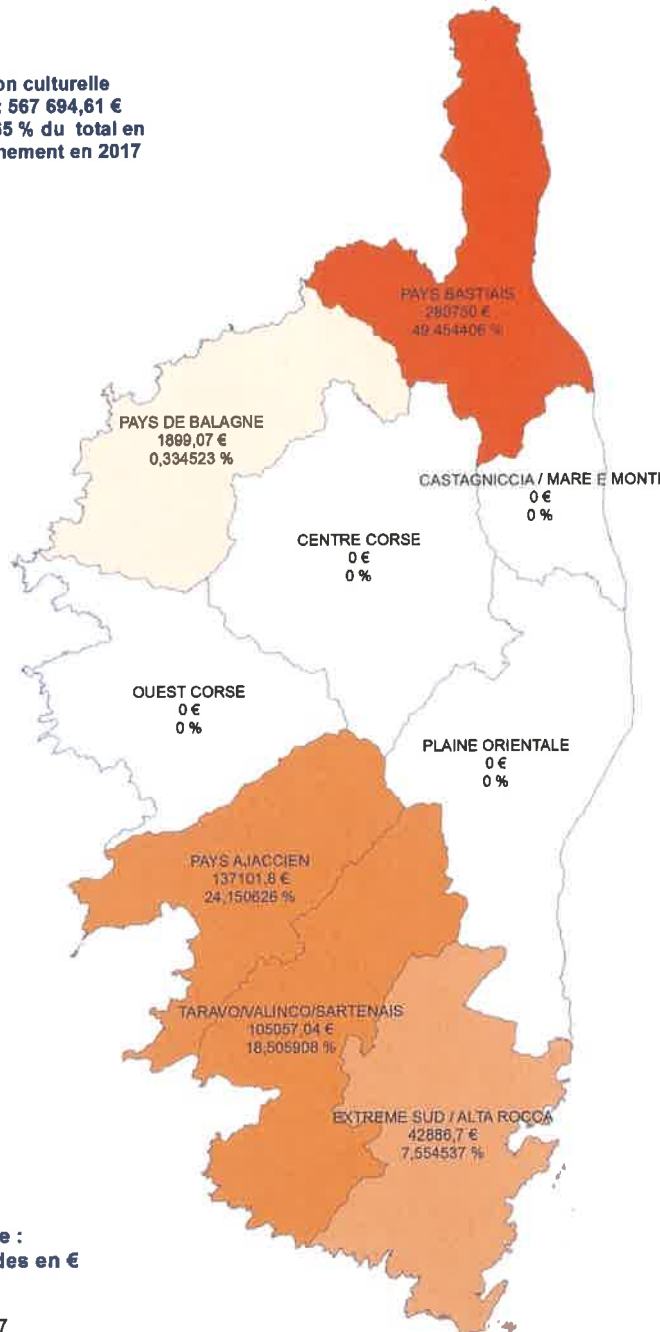 on culturelle
: 567 694,61 €
65 % du total en
nement en 2017
PAYS BASTIAIS
280750 €
49,454406 %
PAYS DE BALAGNE
1899,07 €
0,334523 %
CASTAGNICCIA / MARE E MONTI
0 €
0 %
CENTRE CORSE
0 €
0 %
OUEST CORSE
0 €
0 %
PLAINE ORIENTALE
0 €
0 %
PAYS AJACCIEN
137101,8 €
24,150626 %
TARAVO/VALINCO/SARTENAIS
105057,04 €
18,505908 %
EXTREME SUD / ALTA ROCCA
42886,7 €
7,554537 %
e :
des en €
7